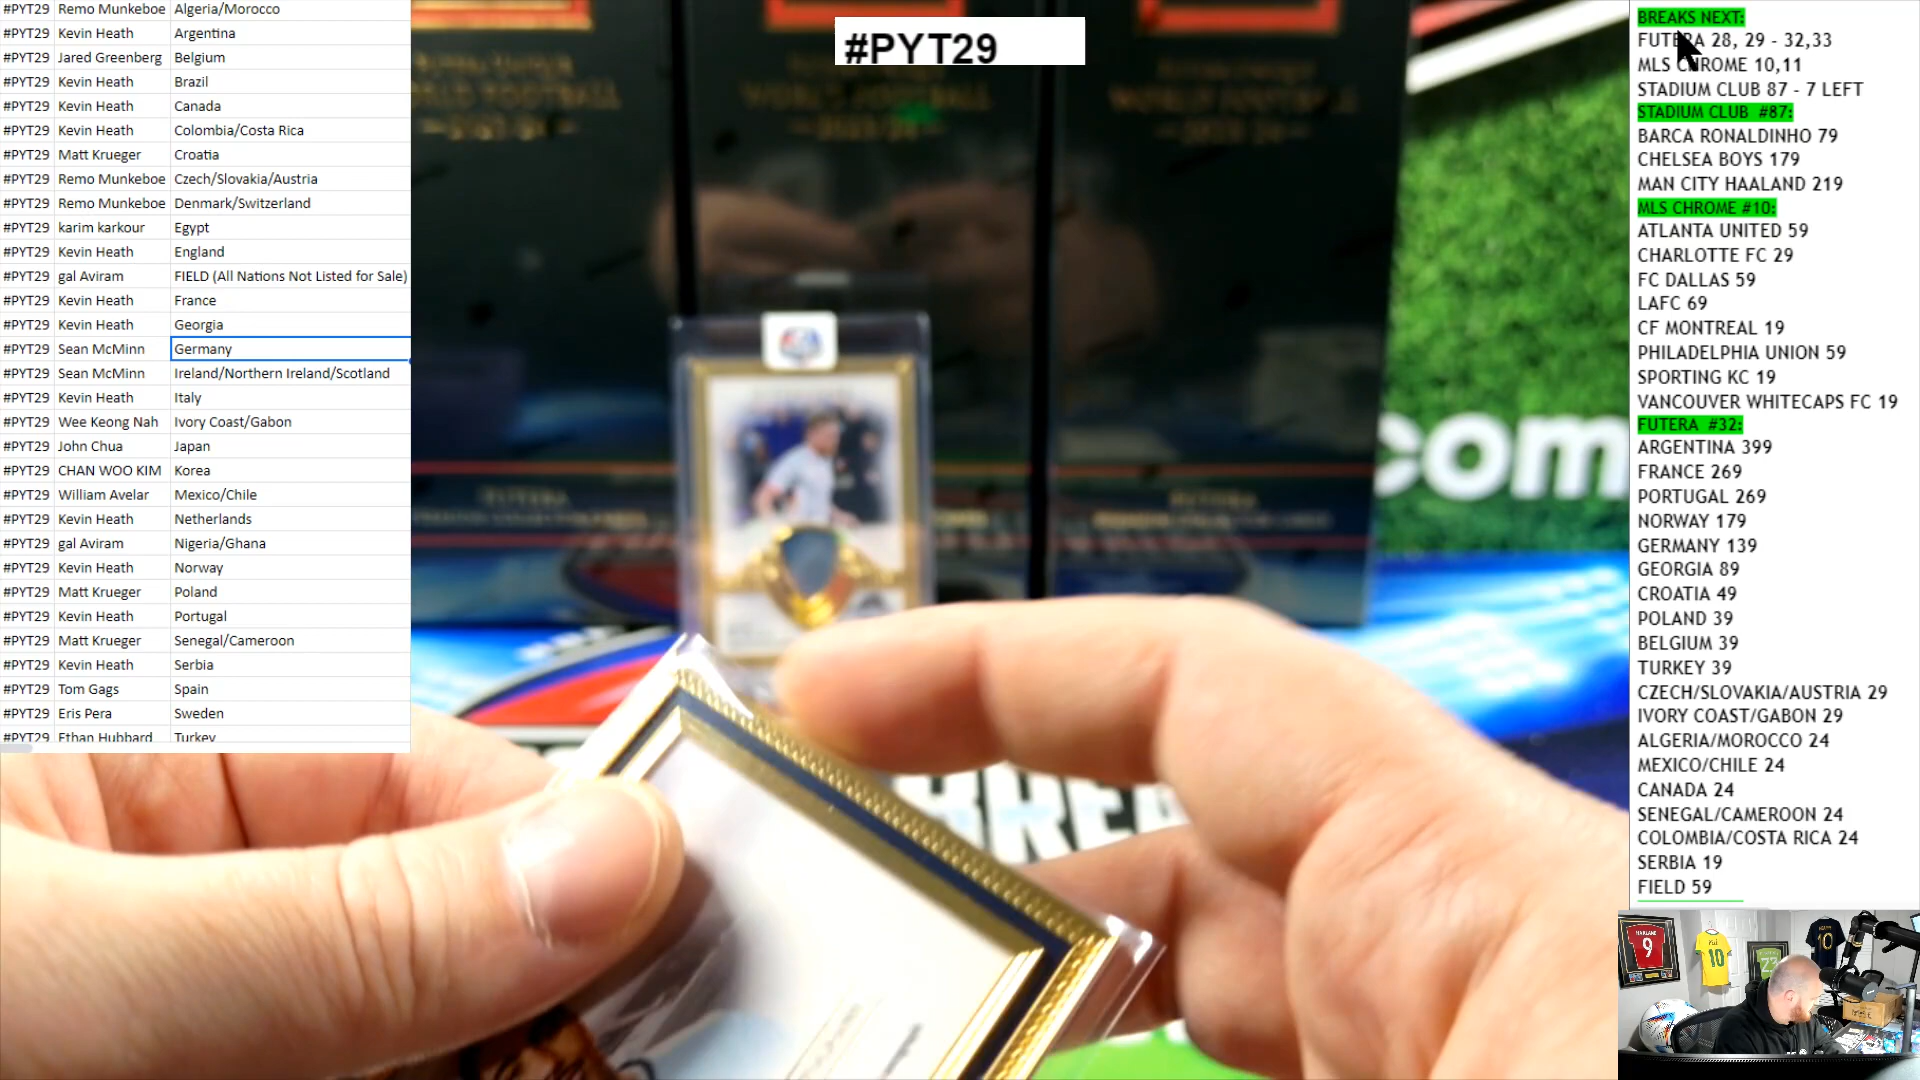 #PYT29 Remo Munkeboe Algeria/Morocco
#PYT29 Kevin Heath Argentina
#PYT29 Jared Greenberg Belgium
#PYT29 Kevin Heath Brazil
#PYT29 Kevin Heath Canada
#PYT29 Kevin Heath Colombia/Costa Rica
#PYT29 Matt Krueger Croatia
#PYT29 Remo Munkeboe Czech/Slovakia/Austria
#PYT29 Remo Munkeboe Denmark/Switzerland
#PYT29 karim karkour Egypt
#PYT29 Kevin Heath England
#PYT29 gal Aviram FIELD (All Nations Not Listed for Sale)
#PYT29 Kevin Heath France
#PYT29 Kevin Heath Georgia
#PYT29 Sean McMinn Germany
#PYT29 Sean McMinn Ireland/Northern Ireland/Scotland
#PYT29 Kevin Heath Italy
#PYT29 Wee Keong Nah Ivory Coast/Gabon
#PYT29 John Chua Japan
#PYT29 CHAN WOO KIM Korea
#PYT29 William Avelar Mexico/Chile
#PYT29 Kevin Heath Netherlands
#PYT29 gal Aviram Nigeria/Ghana
#PYT29 Kevin Heath Norway
#PYT29 Matt Krueger Poland
#PYT29 Kevin Heath Portugal
#PYT29 Matt Krueger Senegal/Cameroon
#PYT29 Kevin Heath Serbia
#PYT29 Tom Gags Spain
#PYT29 Eris Pera Sweden
#PYT29 Ethan Hubbard Turkey
#PYT29
com
BREA
BREAKS NEXT:
FUTERA 28, 29 - 32,33
MLS CHROME 10,11
STADIUM CLUB 87 - 7 LEFT
STADIUM CLUB #87:
BARCA RONALDINHO 79
CHELSEA BOYS 179
MAN CITY HAALAND 219
MLS CHROME #10:
ATLANTA UNITED 59
CHARLOTTE FC 29
FC DALLAS 59
LAFC 69
CF MONTREAL 19
PHILADELPHIA UNION 59
SPORTING KC 19
VANCOUVER WHITECAPS FC 19
FUTERA #32:
ARGENTINA 399
FRANCE 269
PORTUGAL 269
NORWAY 179
GERMANY 139
GEORGIA 89
CROATIA 49
POLAND 39
BELGIUM 39
TURKEY 39
CZECH/SLOVAKIA/AUSTRIA 29
IVORY COAST/GABON 29
ALGERIA/MOROCCO 24
MEXICO/CHILE 24
CANADA 24
SENEGAL/CAMEROON 24
COLOMBIA/COSTA RICA 24
SERBIA 19
FIELD 59
9
10
10
23